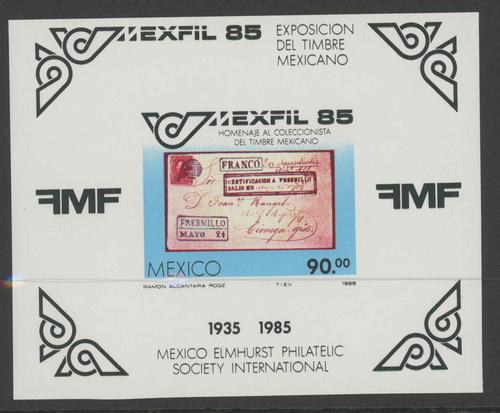 MEXFIL 85
EXPOSICION
DEL TIMBRE
MEXICANO
MEXFIL 85
HOMENAJE AL COLECCIONISTA
DEL TIMBRE MEXICANO
FRANCO
CERTIFICACION A FRESNILLO
SALIO EN
D. Juan Rangel
FRESNILLO
MAYO 24
FMF
FMF
MEXICO
90.00
RAMON ALCANTARA RODZ.
T.I.E.V.
1985
1935 1985
MEXICO ELMHURST PHILATELIC
SOCIETY INTERNATIONAL